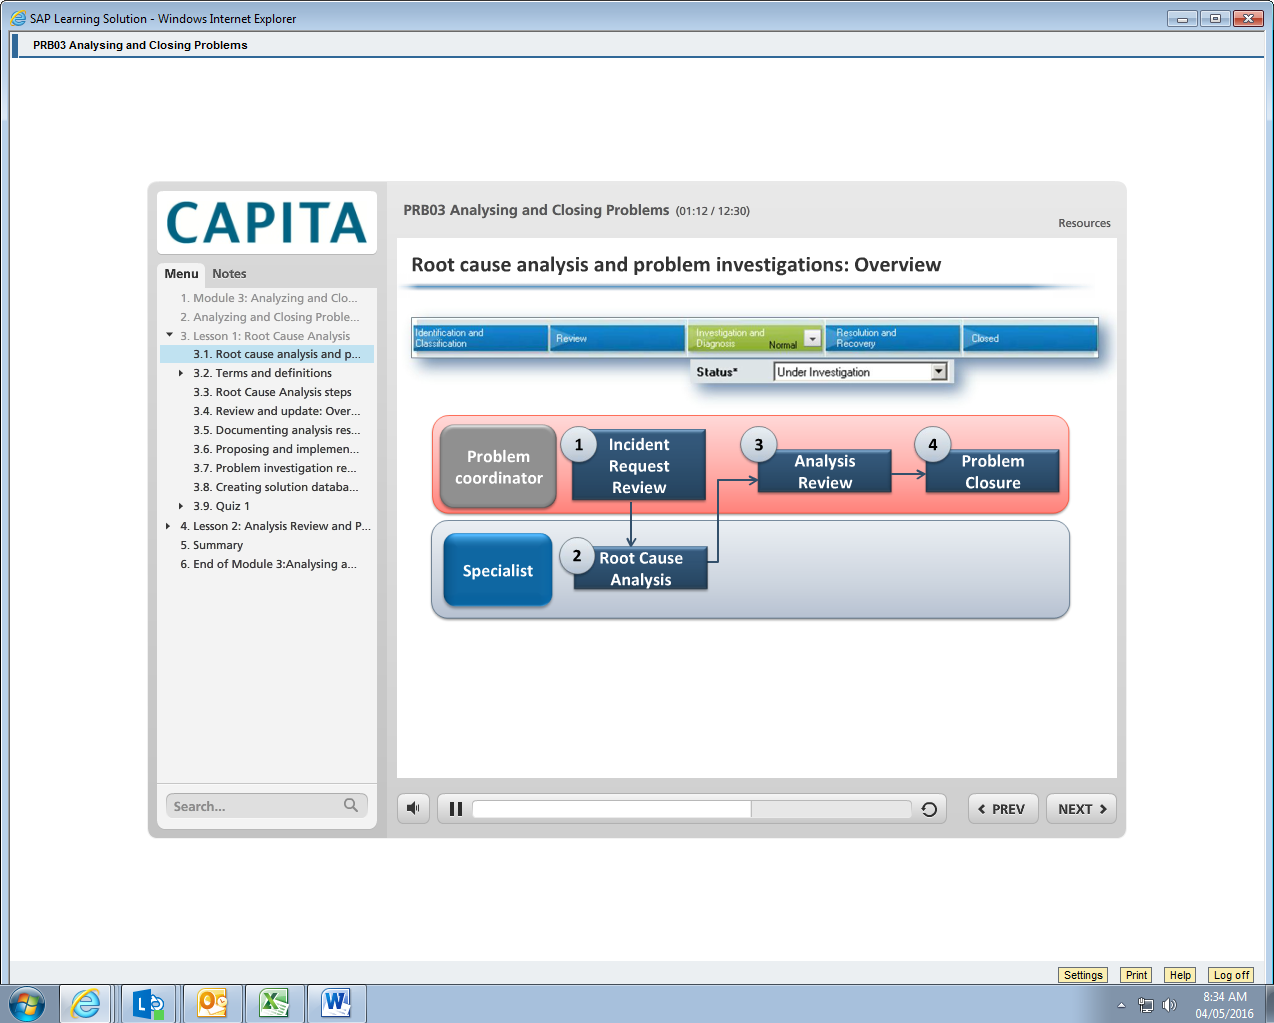 SAP Learning Solution - Windows Internet Explorer
PRB03 Analysing and Closing Problems
CAPITA
PRB03 Analysing and Closing Problems (01:12 / 12:30)
Resources
Menu Notes
1. Module 3: Analyzing and Clo...
2. Analyzing and Closing Proble...
3. Lesson 1: Root Cause Analysis
3.1. Root cause analysis and p...
3.2. Terms and definitions
3.3. Root Cause Analysis steps
3.4. Review and update: Over...
3.5. Documenting analysis res...
3.6. Proposing and implemen...
3.7. Problem investigation re...
3.8. Creating solution databa...
3.9. Quiz 1
4. Lesson 2: Analysis Review and P...
5. Summary
6. End of Module 3:Analysing a...
Search...
Root cause analysis and problem investigations: Overview
Identification and
Classification
Review
Investigation and
Diagnosis
Normal
Resolution and
Recovery
Closed
Status* Under Investigation
Problem
coordinator
1
Incident
Request
Review
3
Analysis
Review
4
Problem
Closure
Specialist
2
Root Cause
Analysis
PREV
NEXT
Settings
Print
Help
Log off
8:34 AM
04/05/2016